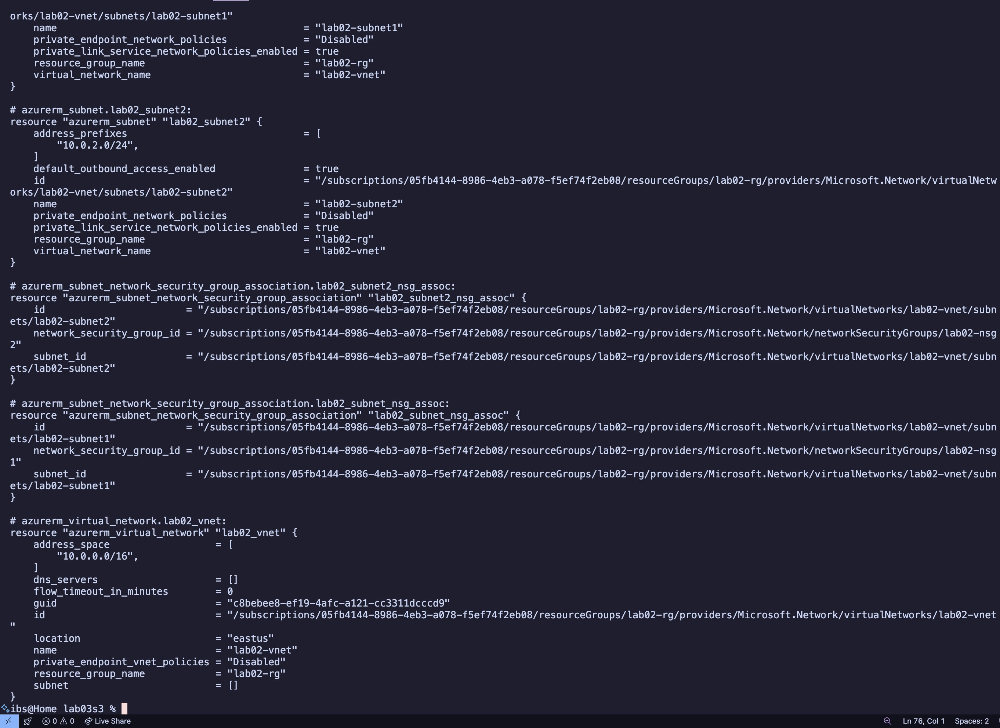 orks/lab02-vnet/subnets/lab02-subnet1"
    name                                          = "lab02-subnet1"
    private_endpoint_network_policies             = "Disabled"
    private_link_service_network_policies_enabled = true
    resource_group_name                           = "lab02-rg"
    virtual_network_name                          = "lab02-vnet"
}

# azurerm_subnet.lab02_subnet2:
resource "azurerm_subnet" "lab02_subnet2" {
    address_prefixes                              = [
        "10.0.2.0/24",
    ]
    default_outbound_access_enabled               = true
    id                                            = "/subscriptions/05fb4144-8986-4eb3-a078-f5ef74f2eb08/resourceGroups/lab02-rg/providers/Microsoft.Network/virtualNetw
orks/lab02-vnet/subnets/lab02-subnet2"
    name                                          = "lab02-subnet2"
    private_endpoint_network_policies             = "Disabled"
    private_link_service_network_policies_enabled = true
    resource_group_name                           = "lab02-rg"
    virtual_network_name                          = "lab02-vnet"
}

# azurerm_subnet_network_security_group_association.lab02_subnet2_nsg_assoc:
resource "azurerm_subnet_network_security_group_association" "lab02_subnet2_nsg_assoc" {
    id                        = "/subscriptions/05fb4144-8986-4eb3-a078-f5ef74f2eb08/resourceGroups/lab02-rg/providers/Microsoft.Network/virtualNetworks/lab02-vnet/subn
ets/lab02-subnet2"
    network_security_group_id = "/subscriptions/05fb4144-8986-4eb3-a078-f5ef74f2eb08/resourceGroups/lab02-rg/providers/Microsoft.Network/networkSecurityGroups/lab02-nsg
2"
    subnet_id                 = "/subscriptions/05fb4144-8986-4eb3-a078-f5ef74f2eb08/resourceGroups/lab02-rg/providers/Microsoft.Network/virtualNetworks/lab02-vnet/subn
ets/lab02-subnet2"
}

# azurerm_subnet_network_security_group_association.lab02_subnet_nsg_assoc:
resource "azurerm_subnet_network_security_group_association" "lab02_subnet_nsg_assoc" {
    id                        = "/subscriptions/05fb4144-8986-4eb3-a078-f5ef74f2eb08/resourceGroups/lab02-rg/providers/Microsoft.Network/virtualNetworks/lab02-vnet/subn
ets/lab02-subnet1"
    network_security_group_id = "/subscriptions/05fb4144-8986-4eb3-a078-f5ef74f2eb08/resourceGroups/lab02-rg/providers/Microsoft.Network/networkSecurityGroups/lab02-nsg
1"
    subnet_id                 = "/subscriptions/05fb4144-8986-4eb3-a078-f5ef74f2eb08/resourceGroups/lab02-rg/providers/Microsoft.Network/virtualNetworks/lab02-vnet/subn
ets/lab02-subnet1"
}

# azurerm_virtual_network.lab02_vnet:
resource "azurerm_virtual_network" "lab02_vnet" {
    address_space                  = [
        "10.0.0.0/16",
    ]
    dns_servers                    = []
    flow_timeout_in_minutes        = 0
    guid                           = "c8bebee8-ef19-4afc-a121-cc3311dcccd9"
    id                             = "/subscriptions/05fb4144-8986-4eb3-a078-f5ef74f2eb08/resourceGroups/lab02-rg/providers/Microsoft.Network/virtualNetworks/lab02-vnet
"
    location                       = "eastus"
    name                           = "lab02-vnet"
    private_endpoint_vnet_policies = "Disabled"
    resource_group_name            = "lab02-rg"
    subnet                         = []
}
ibs@Home lab03s3 %
0 0 Live Share Ln 76, Col 1 Spaces: 2